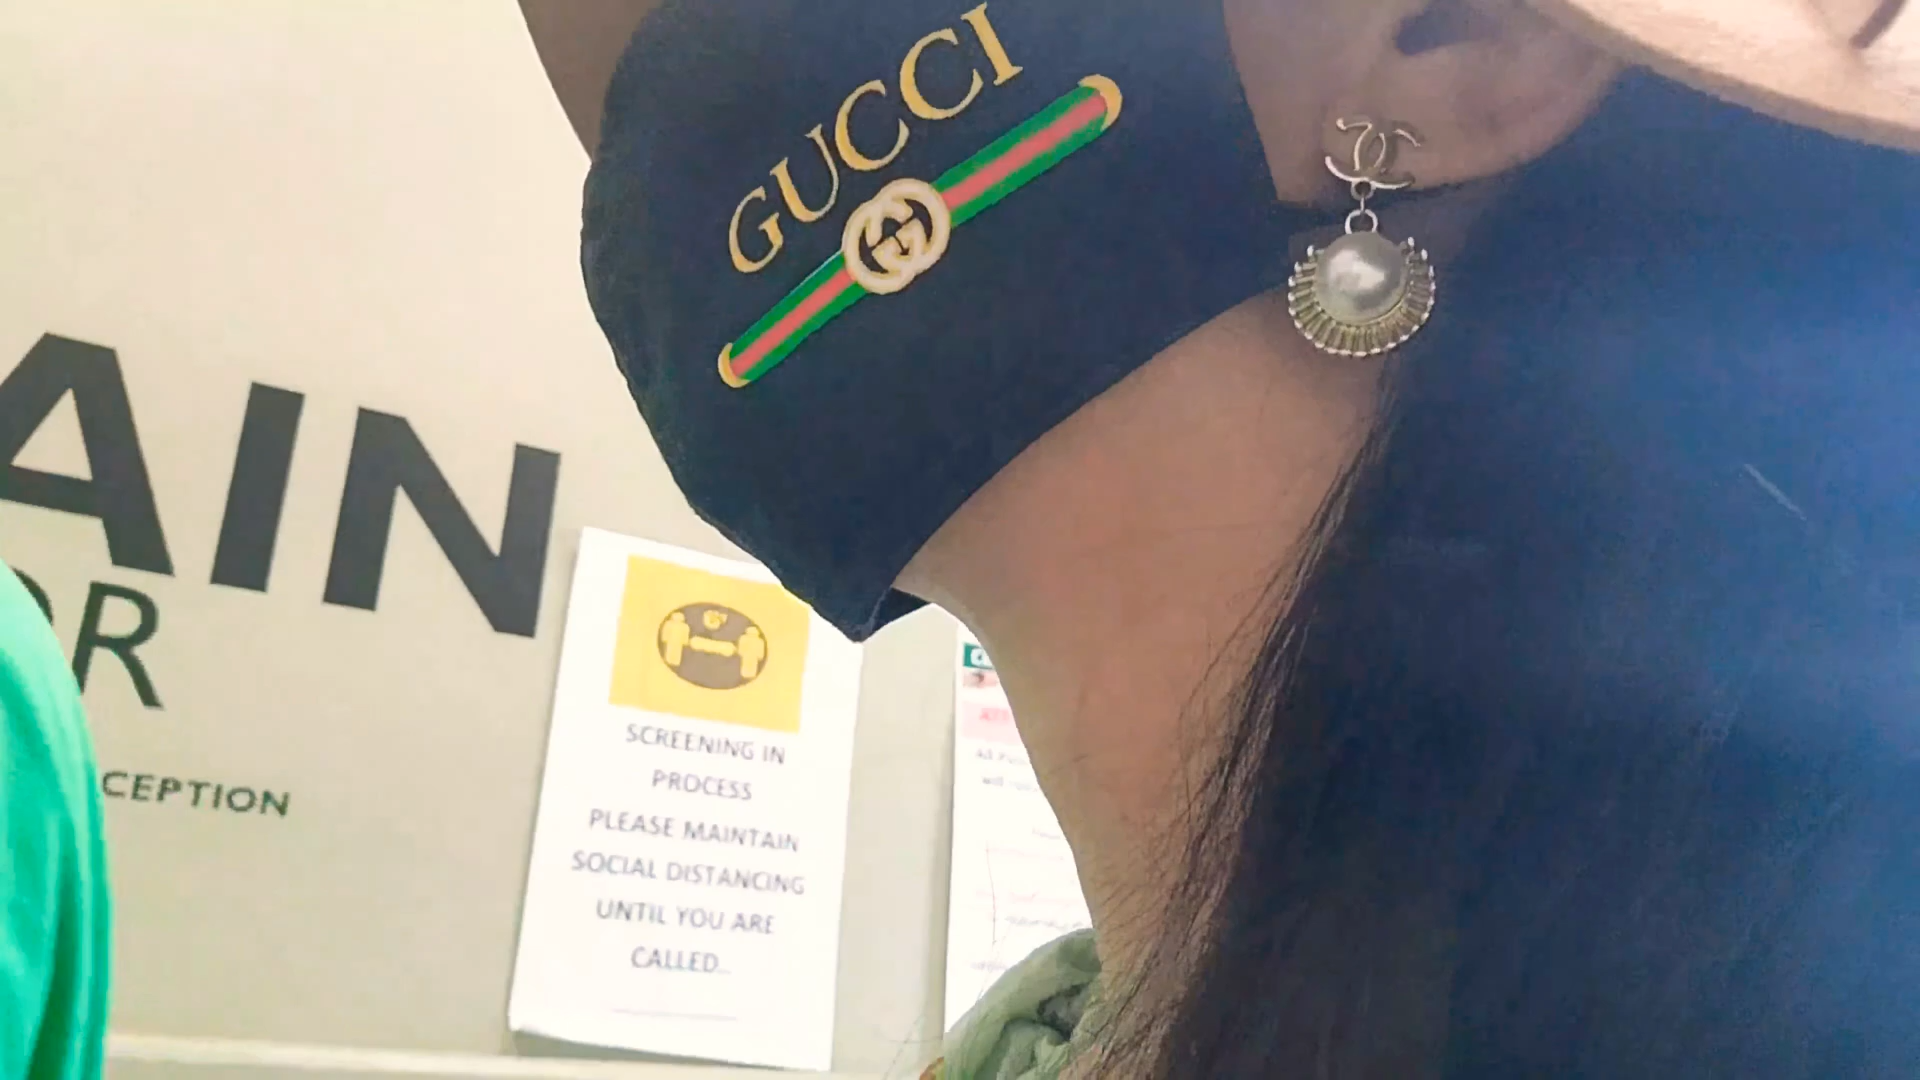 GUCCI
AIN
OR
CEPTION
SCREENING IN
PROCESS
PLEASE MAINTAIN
SOCIAL DISTANCING
UNTIL YOU ARE
CALLED..